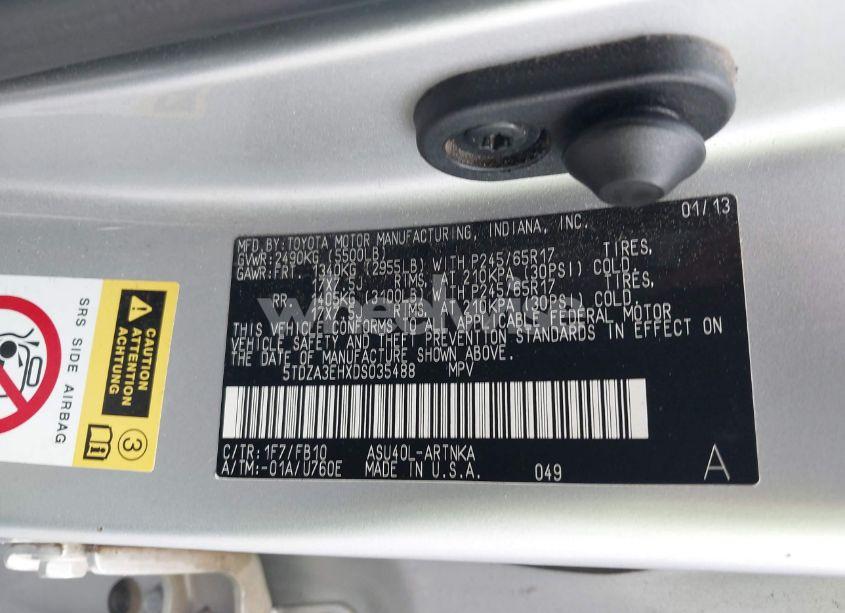 01/13
MFD.BY:TOYOTA MOTOR MANUFACTURING, INDIANA, INC.
GVWR:2490KG (5500LB)
GAWR:FRT. 1340KG (2955LB) WITH P245/65R17 TIRES,
17X7.5J RIMS, AT 210KPA (30PSI) COLD.
RR. 1405KG (3100LB) WITH P245/65R17 TIRES,
17X7.5J RIMS, AT 210KPA (30PSI) COLD.
THIS VEHICLE CONFORMS TO ALL APPLICABLE FEDERAL MOTOR
VEHICLE SAFETY AND THEFT PREVENTION STANDARDS IN EFFECT ON
THE DATE OF MANUFACTURE SHOWN ABOVE.
5TDZA3EHXDS035488 MPV
C/TR:1F7/FB10 ASU40L-ARTNKA
A/TM:-01A/U760E MADE IN U.S.A. 049 A
SRS SIDE AIRBAG
CAUTION
ATTENTION
ACHTUNG
i
3